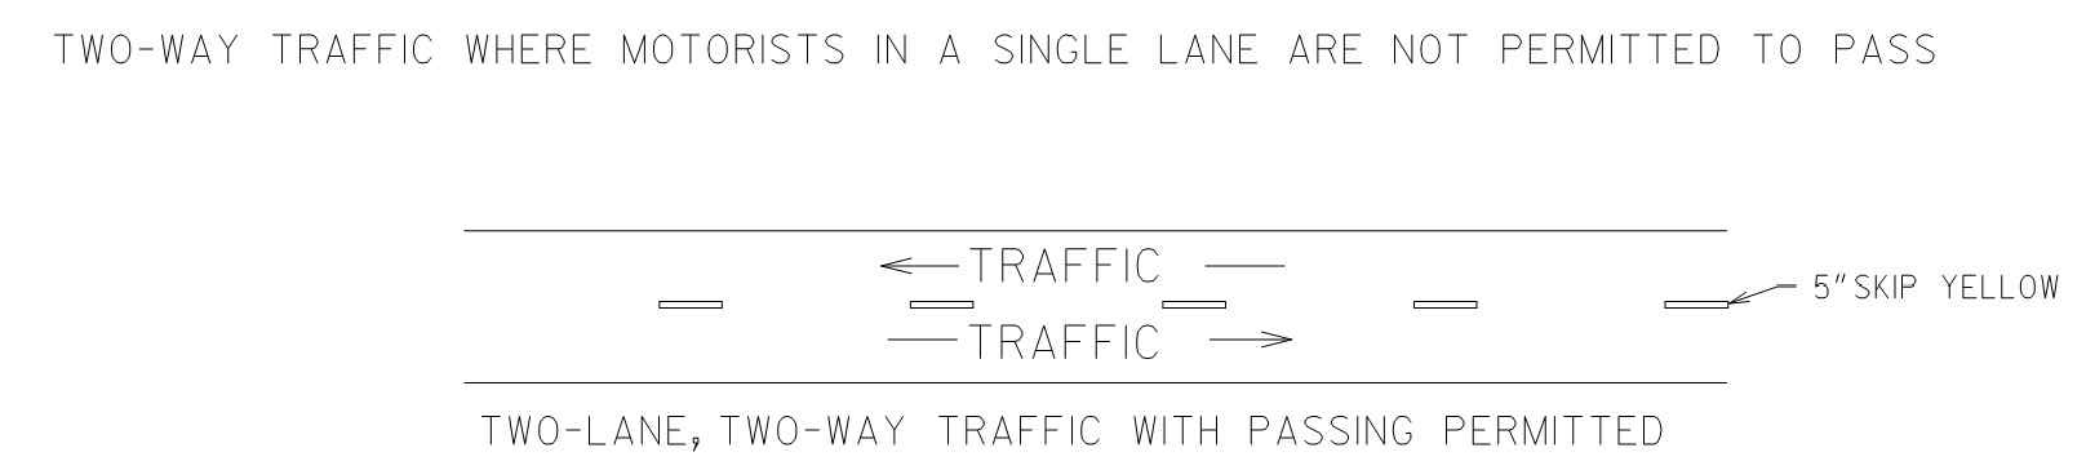 TWO-WAY TRAFFIC WHERE MOTORISTS IN A SINGLE LANE ARE NOT PERMITTED TO PASS
TRAFFIC
5" SKIP YELLOW
TRAFFIC
TWO-LANE, TWO-WAY TRAFFIC WITH PASSING PERMITTED